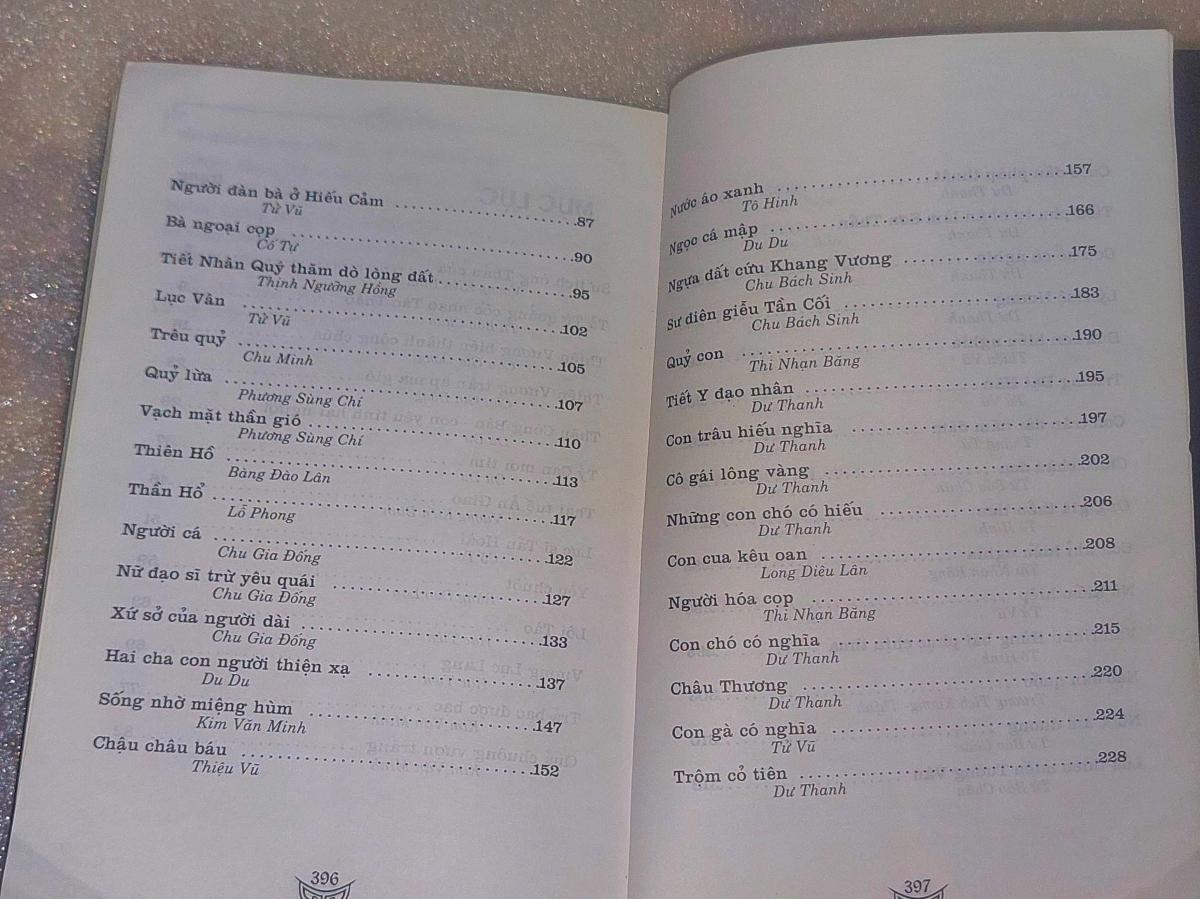 Người đàn bà ở Hiếu Cảm ........................87
Tử Vũ
Bà ngoại cọp ........................90
Cố Tự
Tiết Nhân Quý thăm dò lòng đất........................95
Thịnh Ngưỡng Hồng
Lục Vân ........................102
Tử Vũ
Trêu quỷ ........................105
Chu Minh
Quỷ lừa ........................107
Phương Sùng Chí
Vạch mặt thần gió ........................110
Phương Sùng Chí
Thiên Hồ ........................113
Bàng Đào Lân
Thần Hổ ........................117
Lỗ Phong
Người cá ........................122
Chu Gia Đống
Nữ đạo sĩ trừ yêu quái ........................127
Chu Gia Đống
Xứ sở của người dài ........................133
Chu Gia Đống
Hai cha con người thiện xạ ........................137
Du Du
Sống nhờ miệng hùm ........................147
Kim Văn Minh
Chậu châu báu ........................152
Thiệu Vũ
396
Nước áo xanh ........................157
Tô Hinh
Ngọc cá mập ........................166
Du Du
Ngựa đất cứu Khang Vương ........................175
Chu Bách Sinh
Sư điên giễu Tần Cối ........................183
Chu Bách Sinh
Quỷ con ........................190
Thi Nhạn Băng
Tiết Y đạo nhân ........................195
Dư Thanh
Con trâu hiếu nghĩa ........................197
Dư Thanh
Cô gái lông vàng ........................202
Dư Thanh
Những con chó có hiếu ........................206
Dư Thanh
Con cua kêu oan ........................208
Long Diêu Lân
Người hóa cọp ........................211
Thi Nhạn Băng
Con chó có nghĩa ........................215
Dư Thanh
Châu Thương ........................220
Dư Thanh
Con gà có nghĩa ........................224
Tử Vũ
Trộm cỏ tiên ........................228
Dư Thanh
397